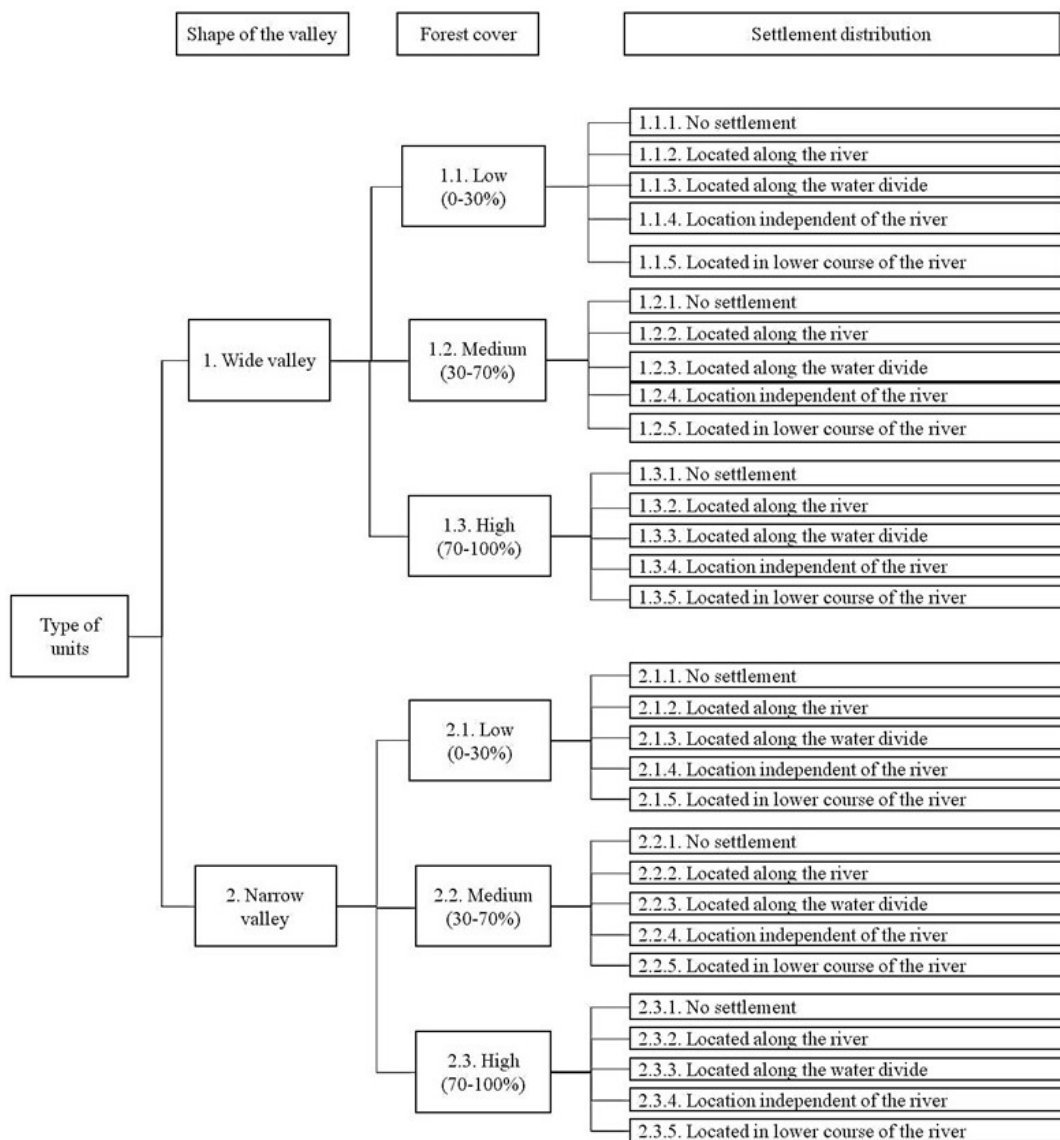 Shape of the valley
Forest cover
Settlement distribution
Type of
units
1. Wide valley
1.1. Low
(0-30%)
1.1.1. No settlement
1.1.2. Located along the river
1.1.3. Located along the water divide
1.1.4. Location independent of the river
1.1.5. Located in lower course of the river
1.2. Medium
(30-70%)
1.2.1. No settlement
1.2.2. Located along the river
1.2.3. Located along the water divide
1.2.4. Location independent of the river
1.2.5. Located in lower course of the river
1.3. High
(70-100%)
1.3.1. No settlement
1.3.2. Located along the river
1.3.3. Located along the water divide
1.3.4. Location independent of the river
1.3.5. Located in lower course of the river
2. Narrow
valley
2.1. Low
(0-30%)
2.1.1. No settlement
2.1.2. Located along the river
2.1.3. Located along the water divide
2.1.4. Location independent of the river
2.1.5. Located in lower course of the river
2.2. Medium
(30-70%)
2.2.1. No settlement
2.2.2. Located along the river
2.2.3. Located along the water divide
2.2.4. Location independent of the river
2.2.5. Located in lower course of the river
2.3. High
(70-100%)
2.3.1. No settlement
2.3.2. Located along the river
2.3.3. Located along the water divide
2.3.4. Location independent of the river
2.3.5. Located in lower course of the river